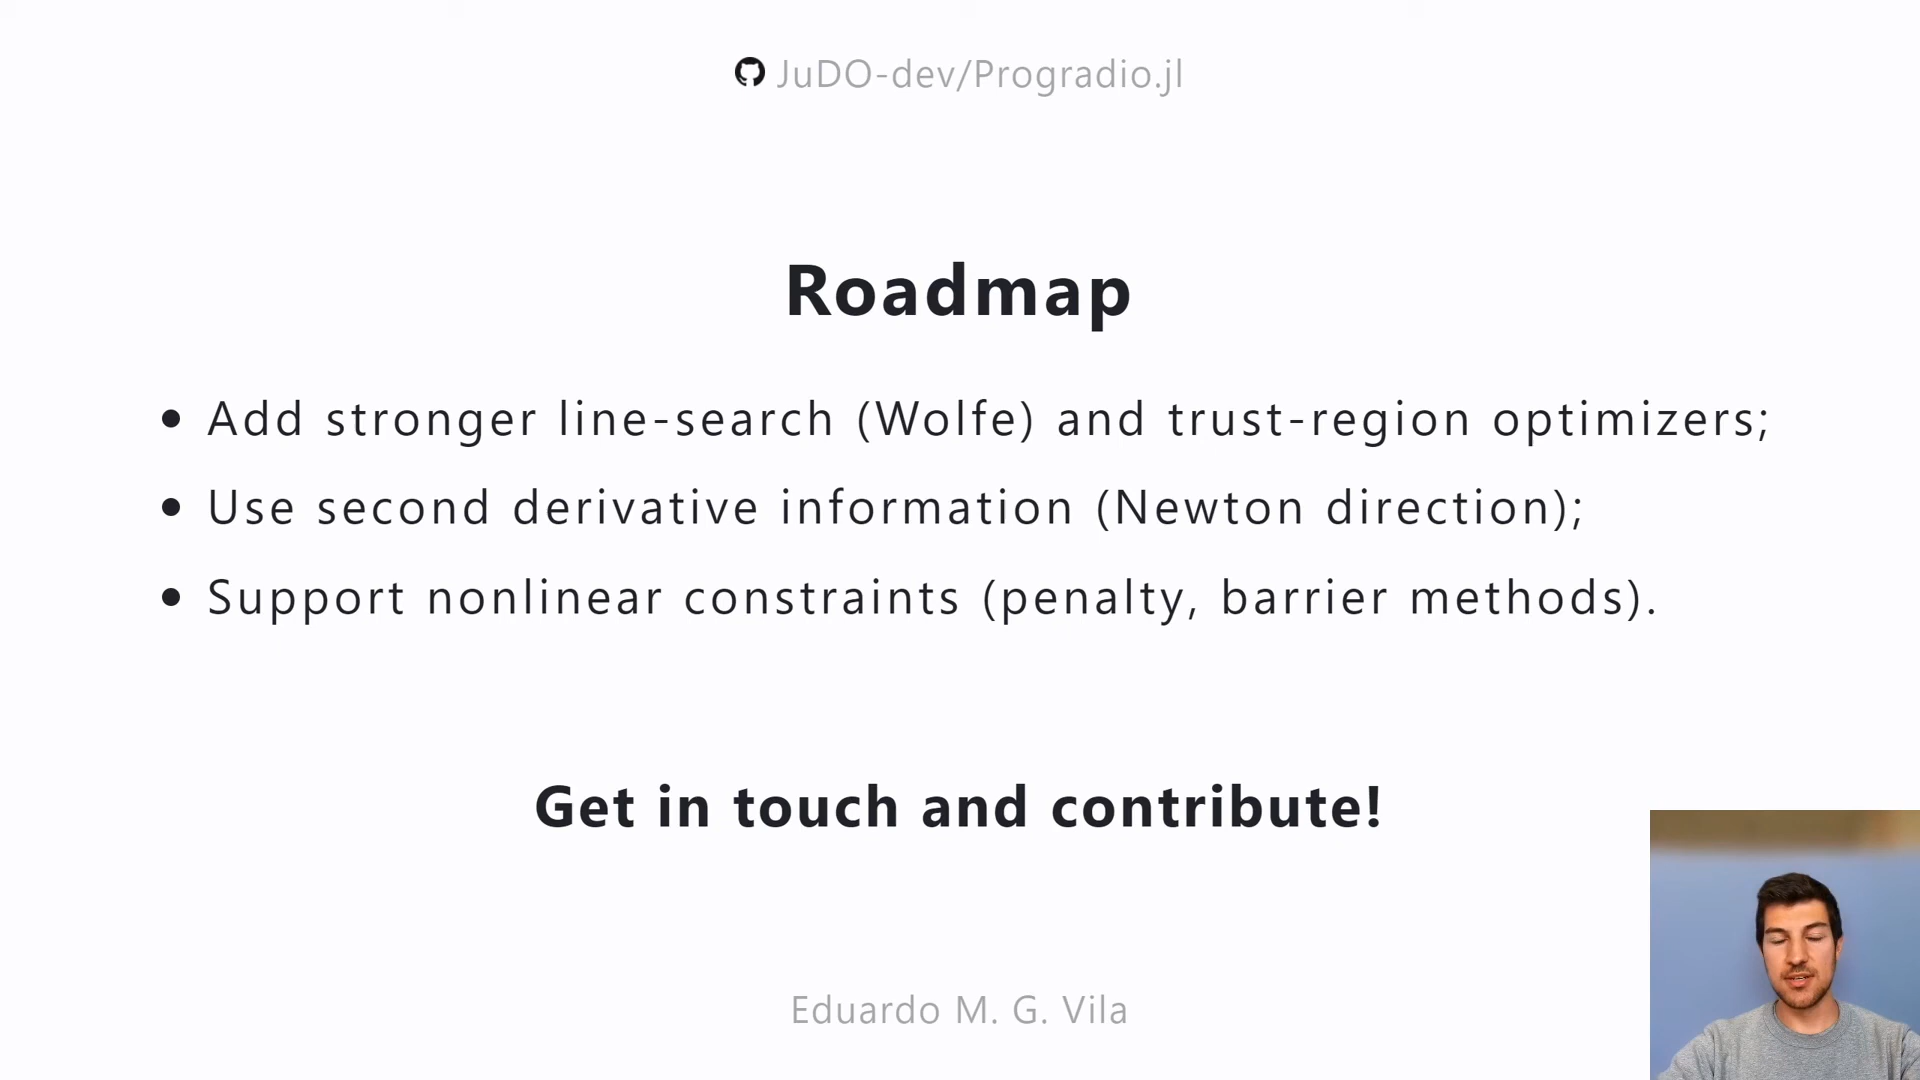 JuDO-dev/Progradio.jl
Roadmap
• Add stronger line-search (Wolfe) and trust-region optimizers;
• Use second derivative information (Newton direction);
• Support nonlinear constraints (penalty, barrier methods).
Get in touch and contribute!
Eduardo M. G. Vila